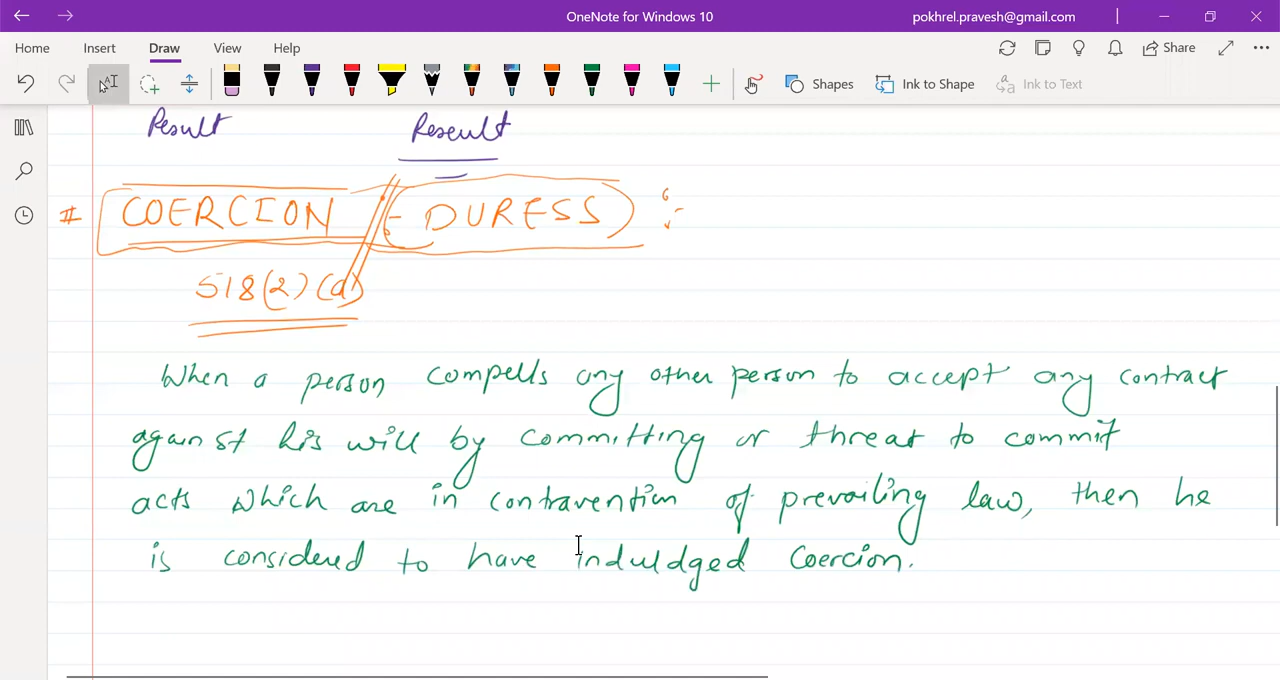 OneNote for Windows 10
pokhrel.pravesh@gmail.com
Home Insert Draw View Help
Share
Shapes Ink to Shape Ink to Text
Result Reseult
# COERCION (- DURESS) :-
518(2)(d)
When a person compells any other person to accept any contract
against his will by committing or threat to commit
acts which are in contravention of prevailing law, then he
is considered to have induldged Coercion.